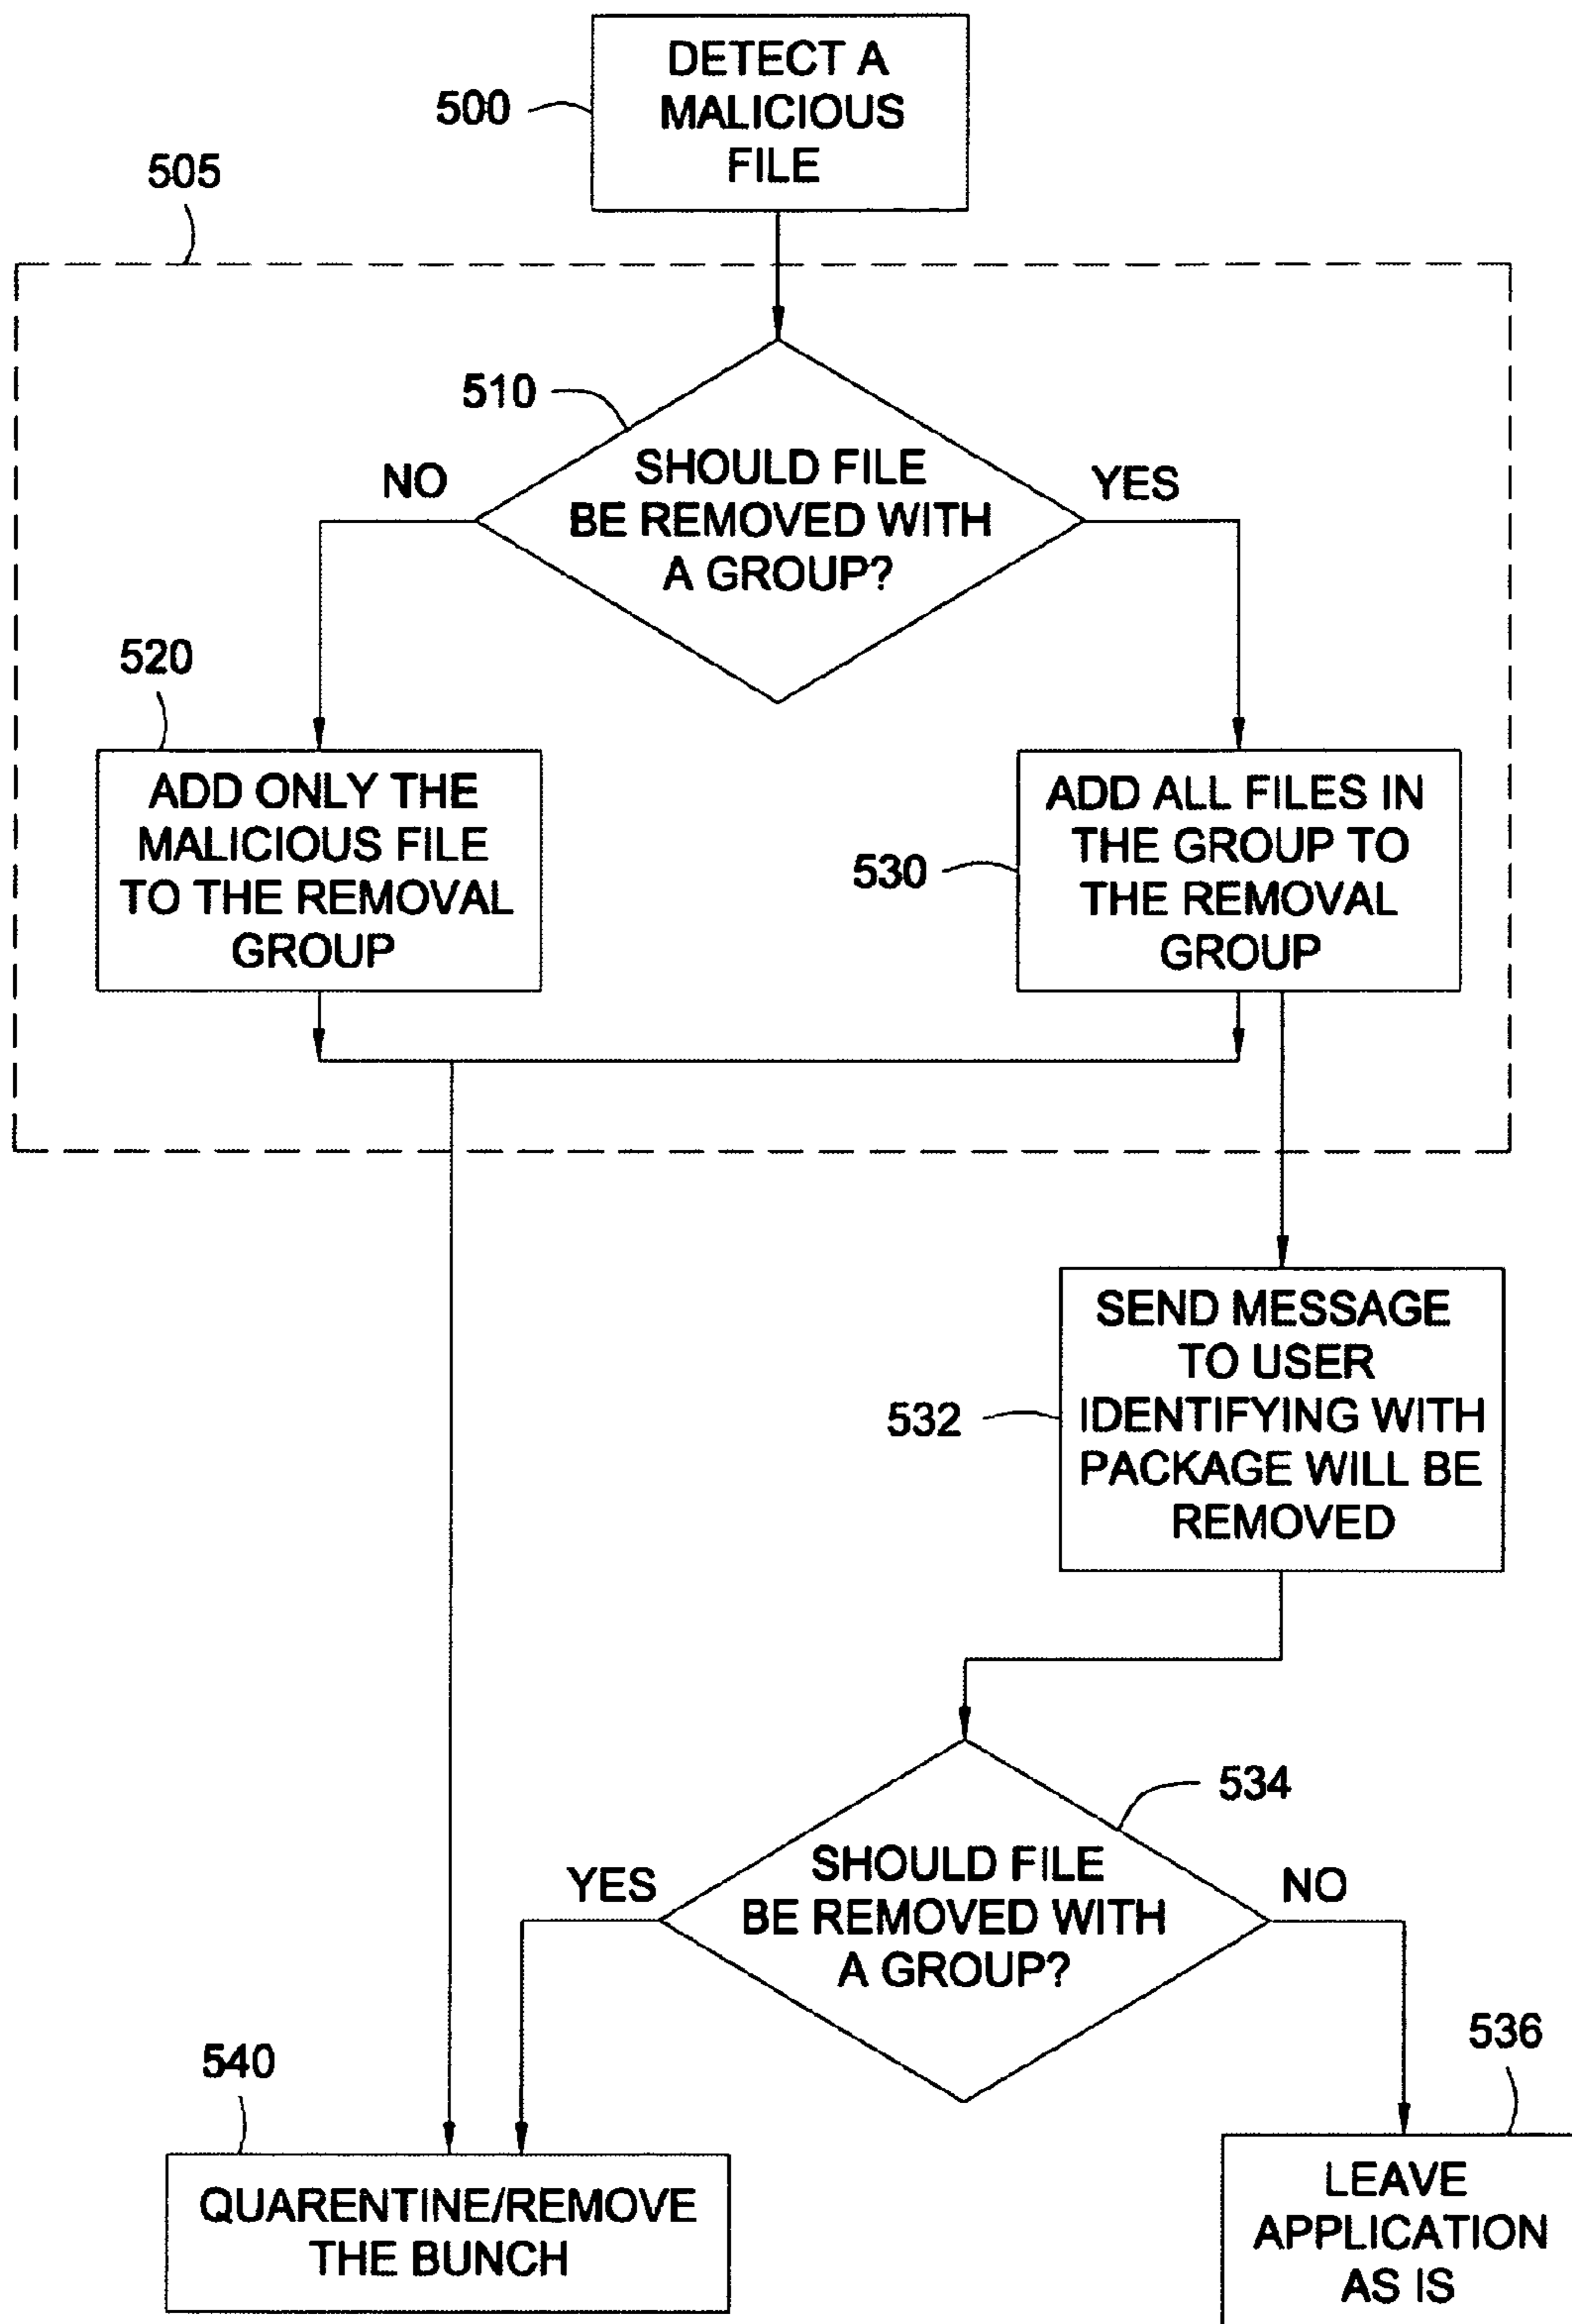 DETECT A
MALICIOUS
FILE
500
505
510
SHOULD FILE
BE REMOVED WITH
A GROUP?
NO
YES
520
ADD ONLY THE
MALICIOUS FILE
TO THE REMOVAL
GROUP
530
ADD ALL FILES IN
THE GROUP TO
THE REMOVAL
GROUP
532
SEND MESSAGE
TO USER
IDENTIFYING WITH
PACKAGE WILL BE
REMOVED
534
SHOULD FILE
BE REMOVED WITH
A GROUP?
YES
NO
540
QUARENTINE/REMOVE
THE BUNCH
536
LEAVE
APPLICATION
AS IS